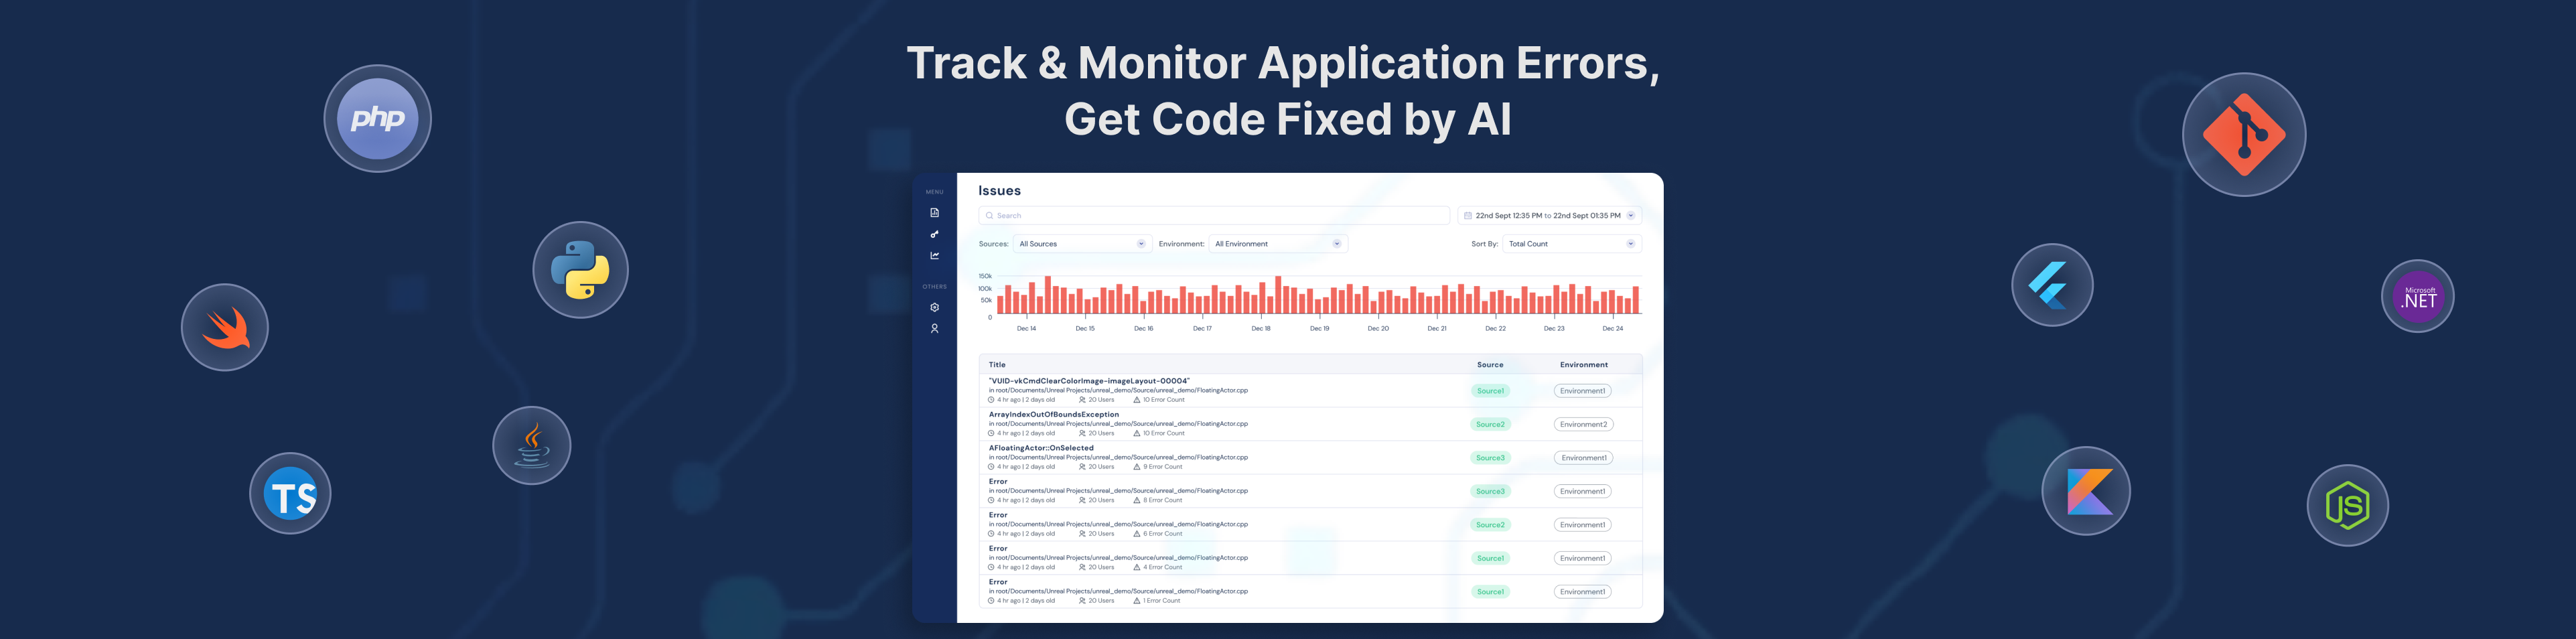 Track & Monitor Application Errors,
Get Code Fixed by AI
php
TS
Microsoft
.NET
JS
MENU
OTHERS
Issues
Search
22nd Sept 12:35 PM to 22nd Sept 01:35 PM
Sources: All Sources Environment: All Environment Sort By: Total Count
150k
100k
50k
0
Dec 14 Dec 15 Dec 16 Dec 17 Dec 18 Dec 19 Dec 20 Dec 21 Dec 22 Dec 23 Dec 24
Title Source Environment
"VUID-vkCmdClearColorImage-imageLayout-00004"
in root/Documents/Unreal Projects/unreal_demo/Source/unreal_demo/FloatingActor.cpp Source1 Environment1
4 hr ago | 2 days old 20 Users 10 Error Count
ArrayIndexOutOfBoundsException
in root/Documents/Unreal Projects/unreal_demo/Source/unreal_demo/FloatingActor.cpp Source2 Environment2
4 hr ago | 2 days old 20 Users 10 Error Count
AFloatingActor::OnSelected
in root/Documents/Unreal Projects/unreal_demo/Source/unreal_demo/FloatingActor.cpp Source3 Environment1
4 hr ago | 2 days old 20 Users 9 Error Count
Error
in root/Documents/Unreal Projects/unreal_demo/Source/unreal_demo/FloatingActor.cpp Source3 Environment1
4 hr ago | 2 days old 20 Users 8 Error Count
Error
in root/Documents/Unreal Projects/unreal_demo/Source/unreal_demo/FloatingActor.cpp Source2 Environment1
4 hr ago | 2 days old 20 Users 6 Error Count
Error
in root/Documents/Unreal Projects/unreal_demo/Source/unreal_demo/FloatingActor.cpp Source1 Environment1
4 hr ago | 2 days old 20 Users 4 Error Count
Error
in root/Documents/Unreal Projects/unreal_demo/Source/unreal_demo/FloatingActor.cpp Source1 Environment1
4 hr ago | 2 days old 20 Users 1 Error Count